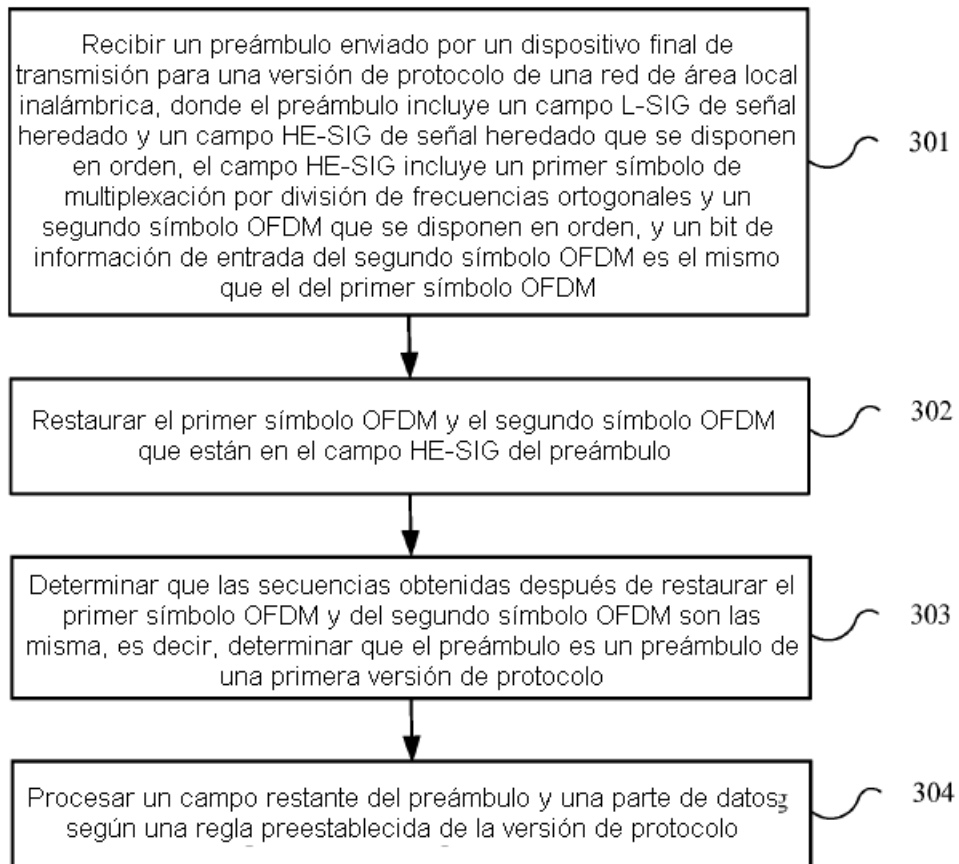 Recibir un preámbulo enviado por un dispositivo final de
transmisión para una versión de protocolo de una red de área local
inalámbrica, donde el preámbulo incluye un campo L-SIG de señal
heredado y un campo HE-SIG de señal heredado que se disponen
en orden, el campo HE-SIG incluye un primer símbolo de
multiplexación por división de frecuencias ortogonales y un
segundo símbolo OFDM que se disponen en orden, y un bit de
información de entrada del segundo símbolo OFDM es el mismo
que el del primer símbolo OFDM
301
Restaurar el primer símbolo OFDM y el segundo símbolo OFDM
que están en el campo HE-SIG del preámbulo
302
Determinar que las secuencias obtenidas después de restaurar el
primer símbolo OFDM y del segundo símbolo OFDM son las
misma, es decir, determinar que el preámbulo es un preámbulo de
una primera versión de protocolo
303
Procesar un campo restante del preámbulo y una parte de datos
según una regla preestablecida de la versión de protocolo
304